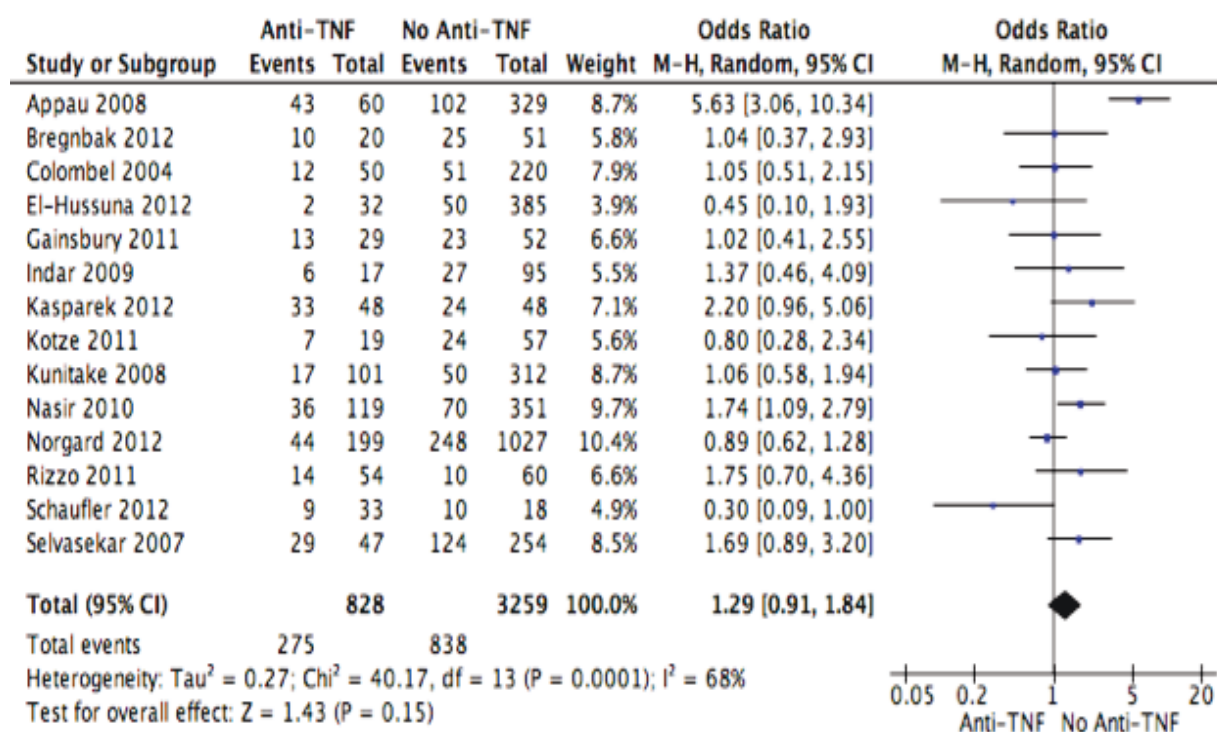 Anti-TNF No Anti-TNF Odds Ratio Odds Ratio
Study or Subgroup Events Total Events Total Weight M-H, Random, 95% CI M-H, Random, 95% CI
Appau 2008 43 60 102 329 8.7% 5.63 [3.06, 10.34]
Bregnbak 2012 10 20 25 51 5.8% 1.04 [0.37, 2.93]
Colombel 2004 12 50 51 220 7.9% 1.05 [0.51, 2.15]
El-Hussuna 2012 2 32 50 385 3.9% 0.45 [0.10, 1.93]
Gainsbury 2011 13 29 23 52 6.6% 1.02 [0.41, 2.55]
Indar 2009 6 17 27 95 5.5% 1.37 [0.46, 4.09]
Kasparek 2012 33 48 24 48 7.1% 2.20 [0.96, 5.06]
Kotze 2011 7 19 24 57 5.6% 0.80 [0.28, 2.34]
Kunitake 2008 17 101 50 312 8.7% 1.06 [0.58, 1.94]
Nasir 2010 36 119 70 351 9.7% 1.74 [1.09, 2.79]
Norgard 2012 44 199 248 1027 10.4% 0.89 [0.62, 1.28]
Rizzo 2011 14 54 10 60 6.6% 1.75 [0.70, 4.36]
Schaufler 2012 9 33 10 18 4.9% 0.30 [0.09, 1.00]
Selvasekar 2007 29 47 124 254 8.5% 1.69 [0.89, 3.20]
Total (95% CI) 828 3259 100.0% 1.29 [0.91, 1.84]
Total events 275 838
Heterogeneity: Tau² = 0.27; Chi² = 40.17, df = 13 (P = 0.0001); I² = 68%
Test for overall effect: Z = 1.43 (P = 0.15)
0.05 0.2 1 5 20
Anti-TNF No Anti-TNF